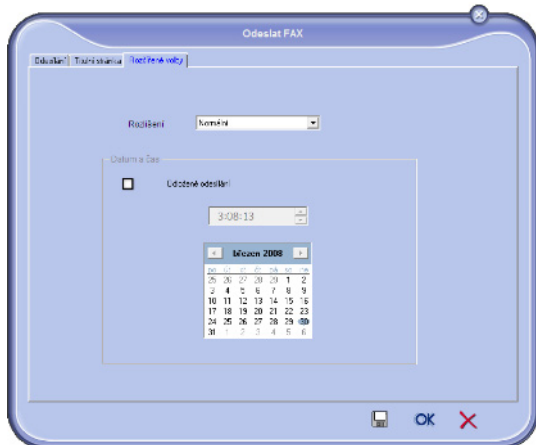 Odeslat FAX
Odesílání Titulní stránka Rozšířené volby
Rozlišení Normální
Datum a čas
Odložené odesílání
3:08:13
březen 2008
po út st čt pá so ne
25 26 27 28 29 1 2
3 4 5 6 7 8 9
10 11 12 13 14 15 16
17 18 19 20 21 22 23
24 25 26 27 28 29 30
31 1 2 3 4 5 6
OK